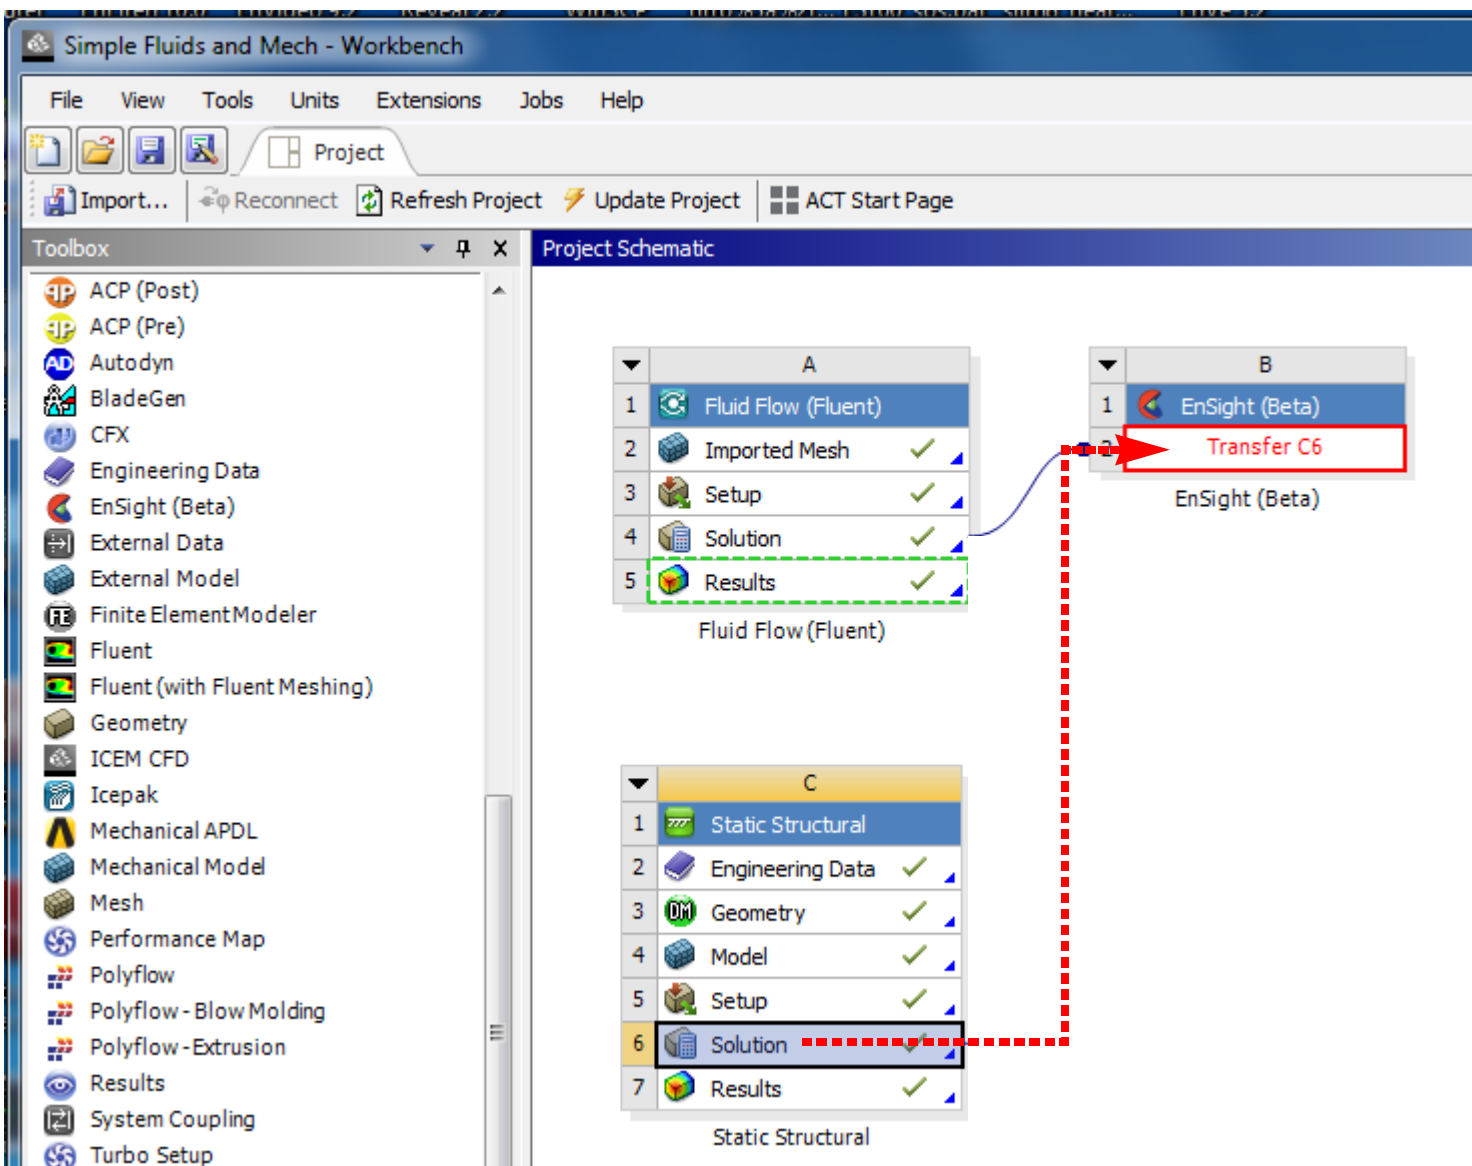 Simple Fluids and Mech - Workbench
File View Tools Units Extensions Jobs Help
Project
Import... Reconnect Refresh Project Update Project ACT Start Page
Toolbox
ACP (Post)
ACP (Pre)
Autodyn
BladeGen
CFX
Engineering Data
EnSight (Beta)
External Data
External Model
Finite Element Modeler
Fluent
Fluent (with Fluent Meshing)
Geometry
ICEM CFD
Icepak
Mechanical APDL
Mechanical Model
Mesh
Performance Map
Polyflow
Polyflow - Blow Molding
Polyflow - Extrusion
Results
System Coupling
Turbo Setup
Project Schematic
A
1 Fluid Flow (Fluent)
2 Imported Mesh
3 Setup
4 Solution
5 Results
Fluid Flow (Fluent)
B
1 EnSight (Beta)
2 Transfer C6
EnSight (Beta)
C
1 Static Structural
2 Engineering Data
3 Geometry
4 Model
5 Setup
6 Solution
7 Results
Static Structural